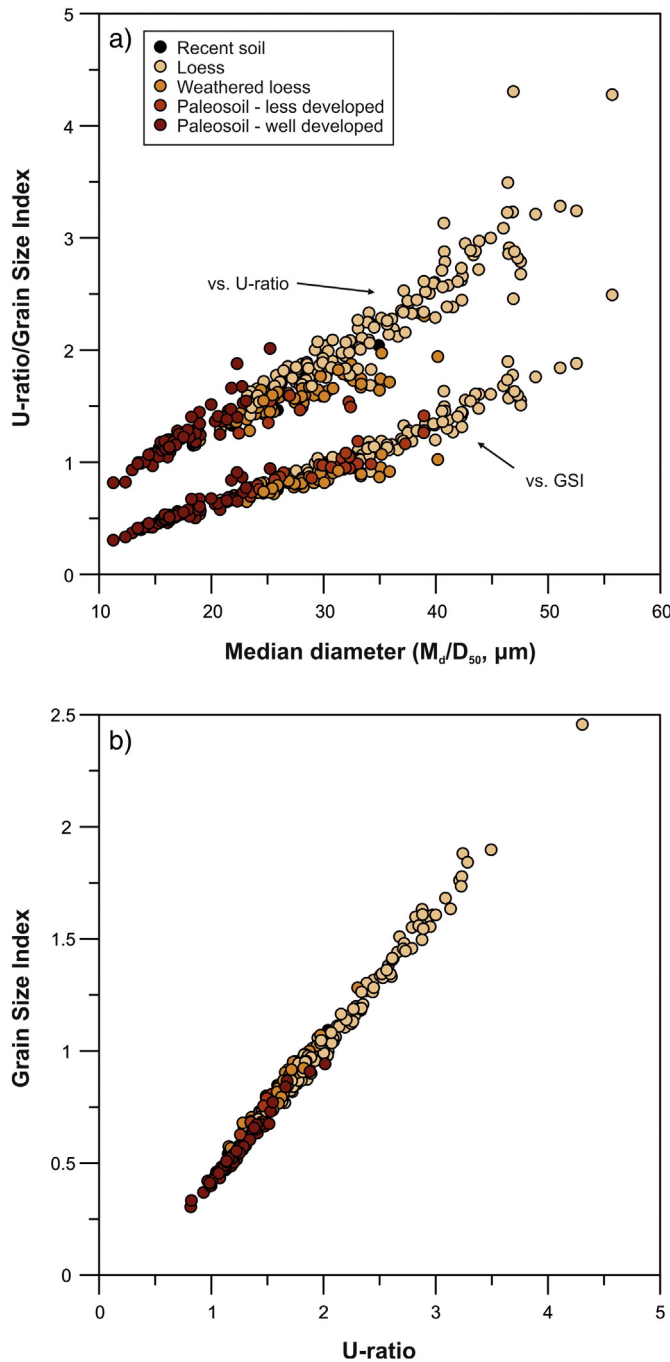 a)
Recent soil
Loess
Weathered loess
Paleosoil - less developed
Paleosoil - well developed
5
4
3
2
1
0
U-ratio/Grain Size Index
vs. U-ratio
vs. GSI
10 20 30 40 50 60
Median diameter (Md/D50, µm)
b)
2.5
2
1.5
1
0.5
0
Grain Size Index
0 1 2 3 4 5
U-ratio